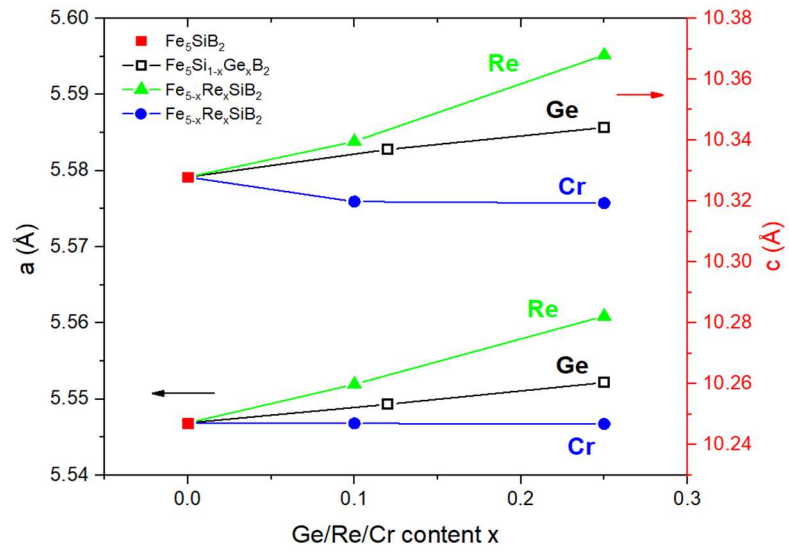 Fe₅SiB₂
Fe₅Si₁₋ₓGeₓB₂
Fe₅₋ₓReₓSiB₂
Fe₅₋ₓReₓSiB₂
Re
Ge
Cr
Re
Ge
Cr
5.60
5.59
5.58
5.57
5.56
5.55
5.54
a (Å)
10.38
10.36
10.34
10.32
10.30
10.28
10.26
10.24
c (Å)
0.0 0.1 0.2 0.3
Ge/Re/Cr content x